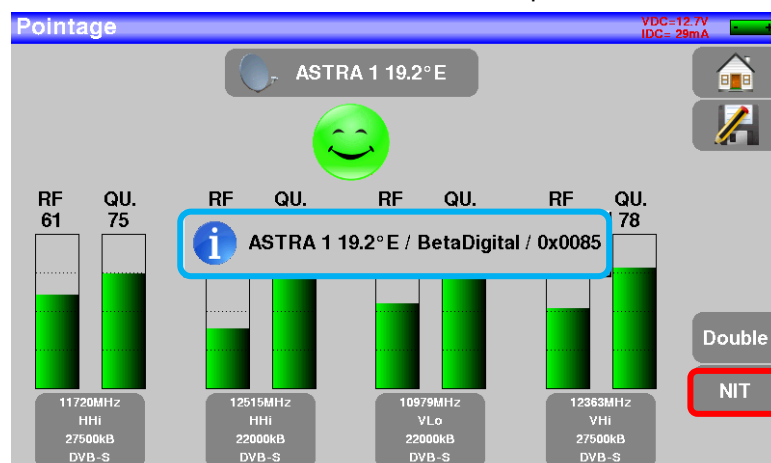 Pointage
VDC=12.7V
IDC= 29mA
ASTRA 1 19.2°E
RF QU. RF QU. RF QU. RF QU.
61 75 78
ASTRA 1 19.2°E / BetaDigital / 0x0085
Double
NIT
11720MHz
HHi
27500kB
DVB-S
12515MHz
HHi
22000kB
DVB-S
10979MHz
VLo
22000kB
DVB-S
12363MHz
VHi
27500kB
DVB-S